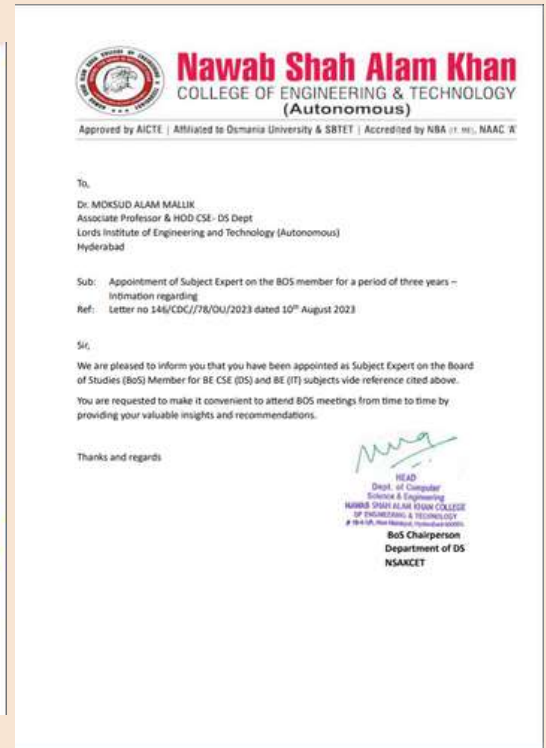 Nawab Shah Alam Khan
COLLEGE OF ENGINEERING & TECHNOLOGY
(Autonomous)
Approved by AICTE | Affiliated to Osmania University & SBTET | Accredited by NBA (IT, ME), NAAC 'A'
To,
Dr. MOKSUD ALAM MALLIK
Associate Professor & HOD CSE- DS Dept
Lords Institute of Engineering and Technology (Autonomous)
Hyderabad
Sub: Appointment of Subject Expert on the BOS member for a period of three years –
Intimation regarding
Ref: Letter no 146/CDC//78/OU/2023 dated 10th August 2023
Sir,
We are pleased to inform you that you have been appointed as Subject Expert on the Board
of Studies (BoS) Member for BE CSE (DS) and BE (IT) subjects vide reference cited above.
You are requested to make it convenient to attend BOS meetings from time to time by
providing your valuable insights and recommendations.
Thanks and regards
HEAD
Dept. of Computer
Science & Engineering
NAWAB SHAH ALAM KHAN COLLEGE
OF ENGINEERING & TECHNOLOGY
BoS Chairperson
Department of DS
NSAKCET